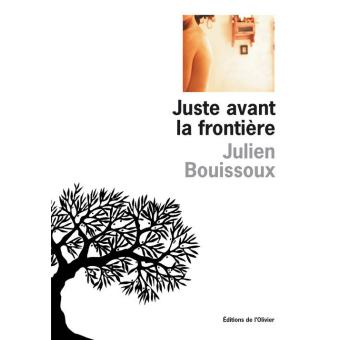 Juste avant
la frontière
Julien
Bouissoux
Éditions de l'Olivier